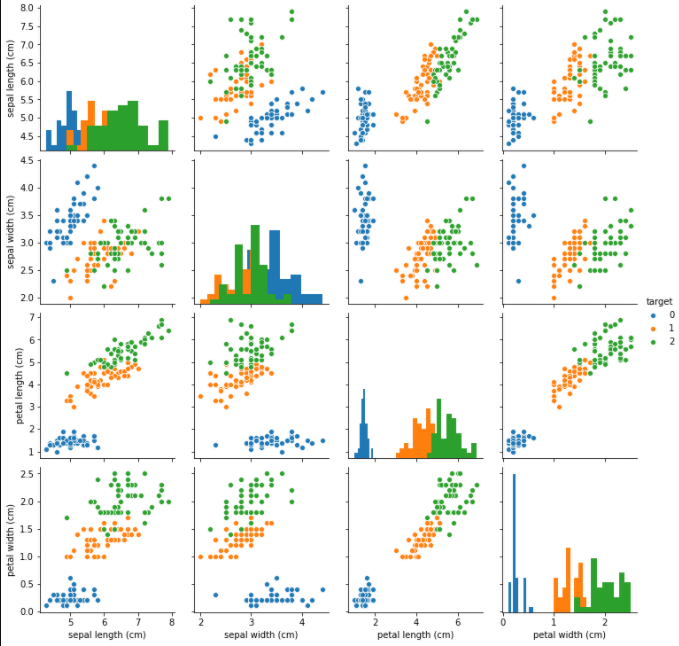 sepal length (cm)
8.0
7.5
7.0
6.5
6.0
5.5
5.0
4.5
sepal width (cm)
4.5
4.0
3.5
3.0
2.5
2.0
target
0
1
2
petal length (cm)
7
6
5
4
3
2
1
petal width (cm)
2.5
2.0
1.5
1.0
0.5
0.0
5 6 7 8
2 3 4
2 4 6
0 1 2
sepal length (cm)
sepal width (cm)
petal length (cm)
petal width (cm)